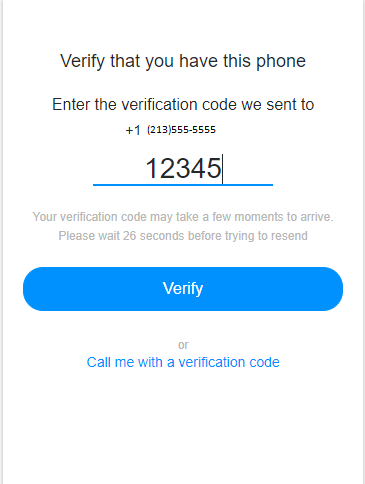 Verify that you have this phone
Enter the verification code we sent to
+1 (213)555-5555
12345
Your verification code may take a few moments to arrive.
Please wait 26 seconds before trying to resend
Verify
or
Call me with a verification code